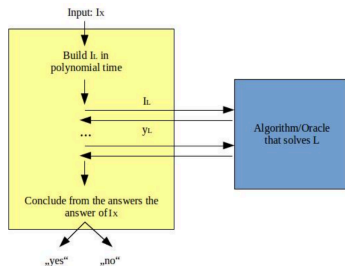 Input: Ix
Build IL in
polynomial time
IL
yL
...
Algorithm/Oracle
that solves L
Conclude from the answers the
answer of Ix
„yes“
„no“